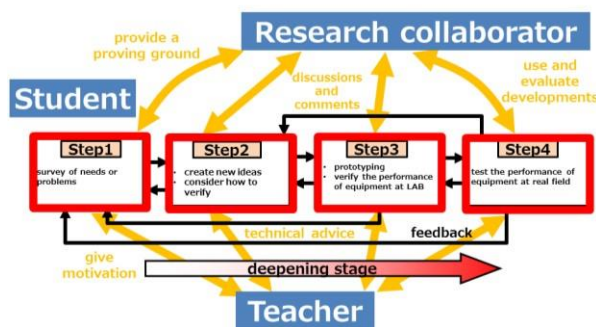 Research collaborator
provide a
proving ground
discussions
and
comments
use and
evaluate
developments
Student
Step1
survey of needs or
problems
Step2
• create new ideas
• consider how to
verify
Step3
• prototyping
• verify the performance
of equipment at LAB
Step4
test the performance of
equipment at real field
technical advice
feedback
give
motivation
deepening stage
Teacher